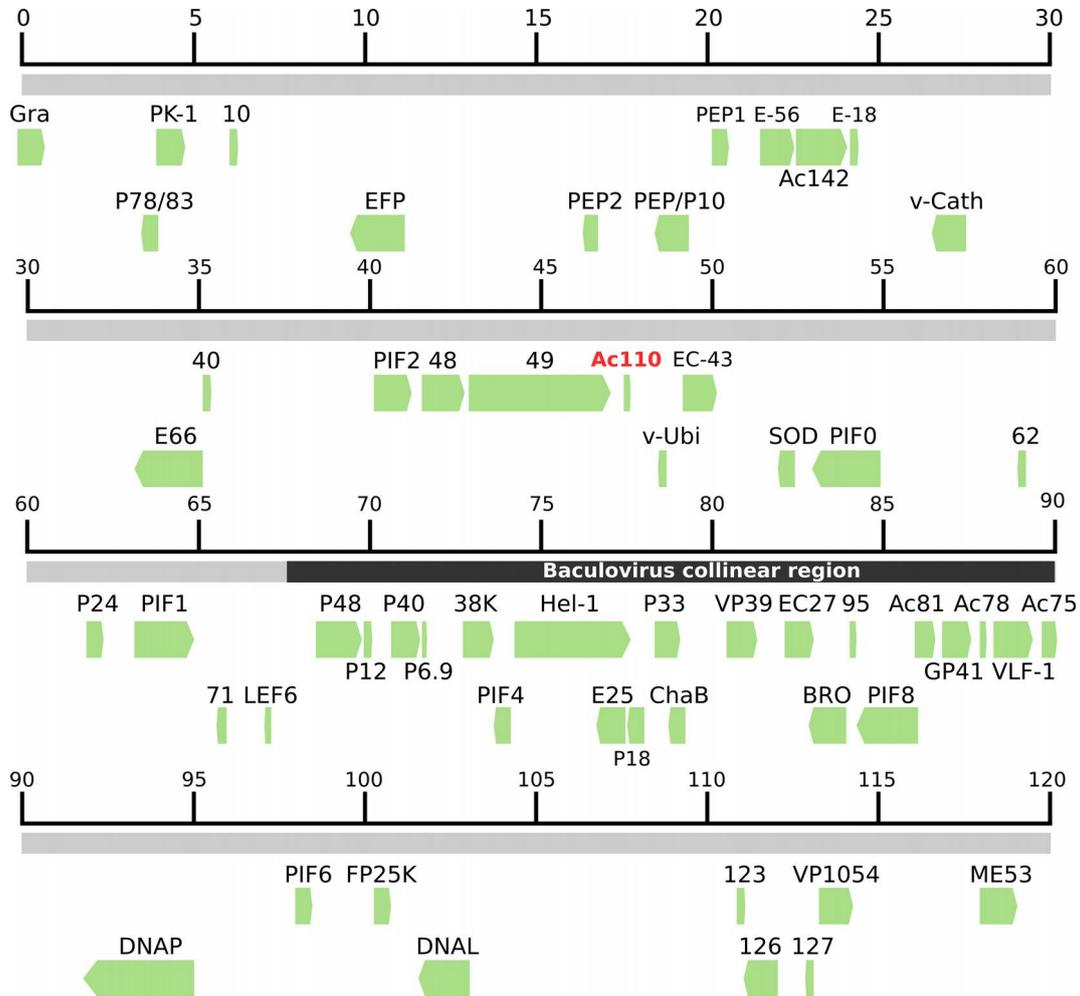 0 5 10 15 20 25 30
Gra PK-1 10 PEP1 E-56 E-18
Ac142
P78/83 EFP PEP2 PEP/P10 v-Cath
30 35 40 45 50 55 60
40 PIF2 48 49 Ac110 EC-43
E66 v-Ubi SOD PIF0 62
60 65 70 75 80 85 90
Baculovirus collinear region
P24 PIF1 P48 P40 38K Hel-1 P33 VP39 EC27 95 Ac81 Ac78 Ac75
P12 P6.9 GP41 VLF-1
71 LEF6 PIF4 E25 ChaB BRO PIF8
P18
90 95 100 105 110 115 120
PIF6 FP25K 123 VP1054 ME53
DNAP DNAL 126 127